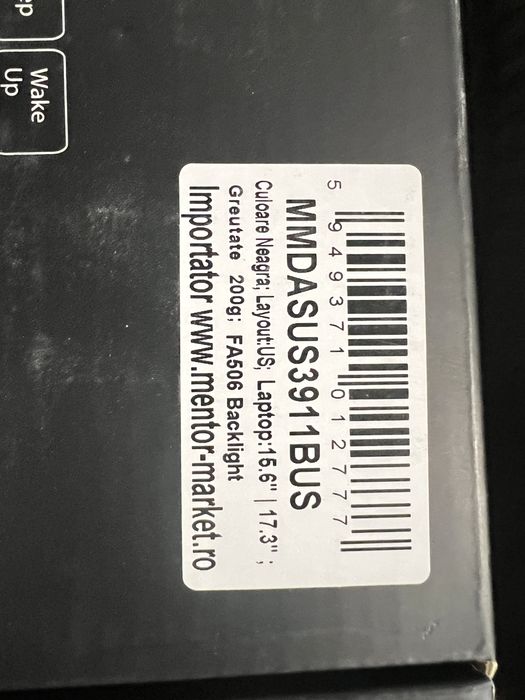 Wake
Up
5 949371 012777
MMDASUS3911BUS
Culoare Neagra; Layout:US; Laptop:15.6" | 17.3" ;
Greutate 200g; FA506 Backlight
Importator www.mentor-market.ro